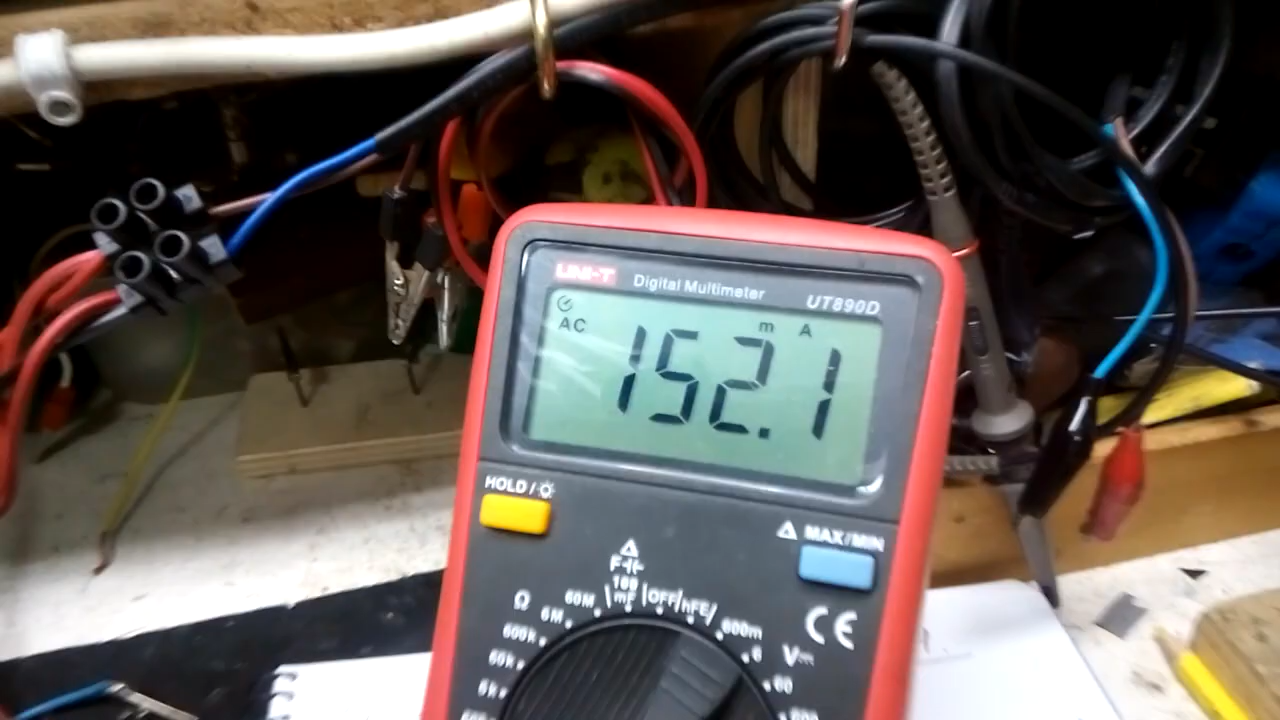 UNI-T Digital Multimeter UT890D
AC m A
152.1
HOLD /
MAX/MIN
F
100
mF
OFF
hFE
Ω
60M
6M
600k
60k
6k
600m
6
V
60
CE